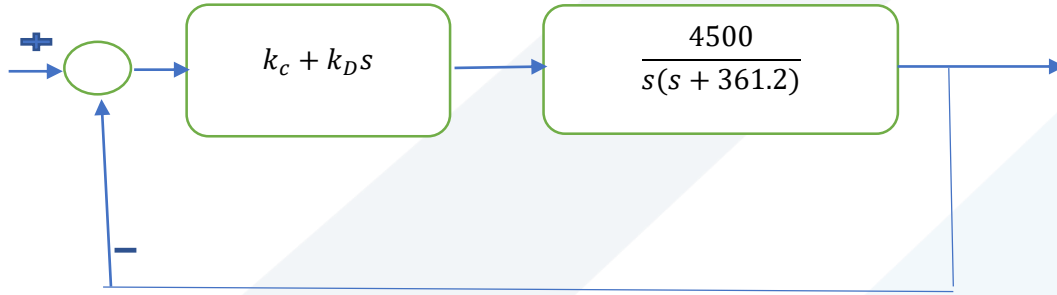 +
k_c + k_D s
4500
s(s + 361.2)
−